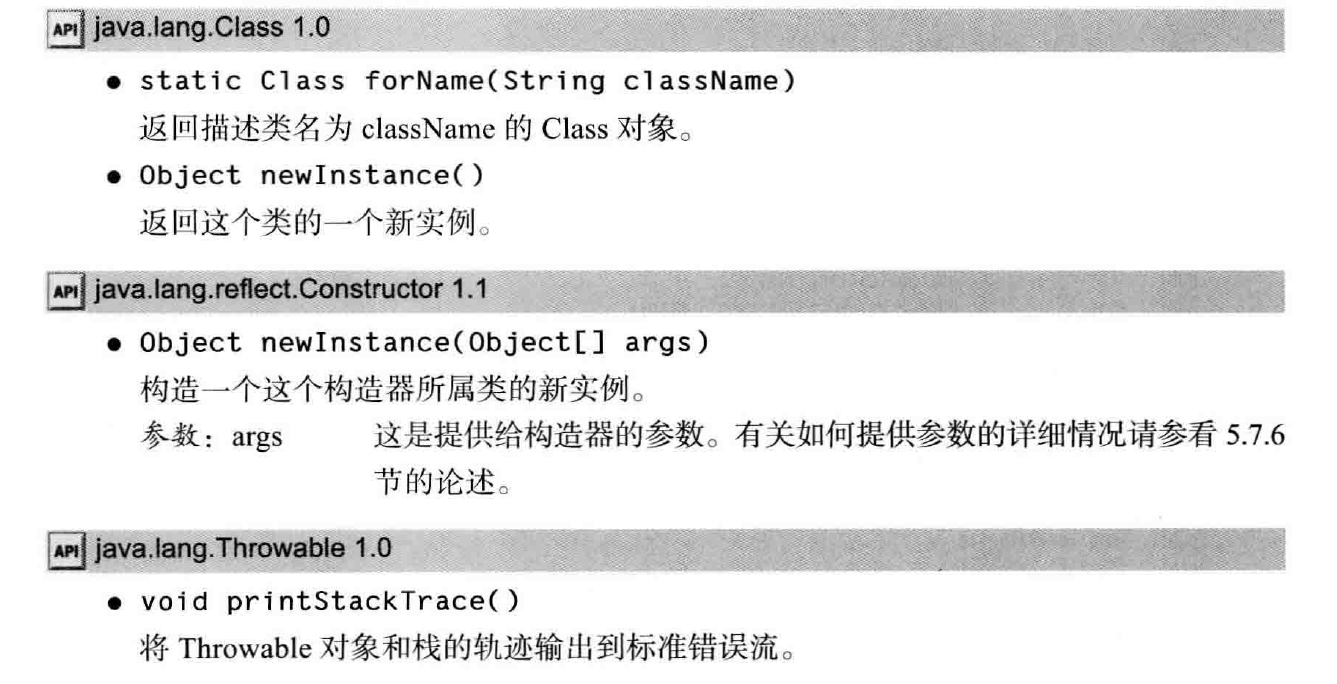 API java.lang.Class 1.0
● static Class forName(String className)
返回描述类名为 className 的 Class 对象。
● Object newInstance()
返回这个类的一个新实例。
API java.lang.reflect.Constructor 1.1
● Object newInstance(Object[] args)
构造一个这个构造器所属类的新实例。
参数：args 这是提供给构造器的参数。有关如何提供参数的详细情况请参看 5.7.6
节的论述。
API java.lang.Throwable 1.0
● void printStackTrace()
将 Throwable 对象和栈的轨迹输出到标准错误流。